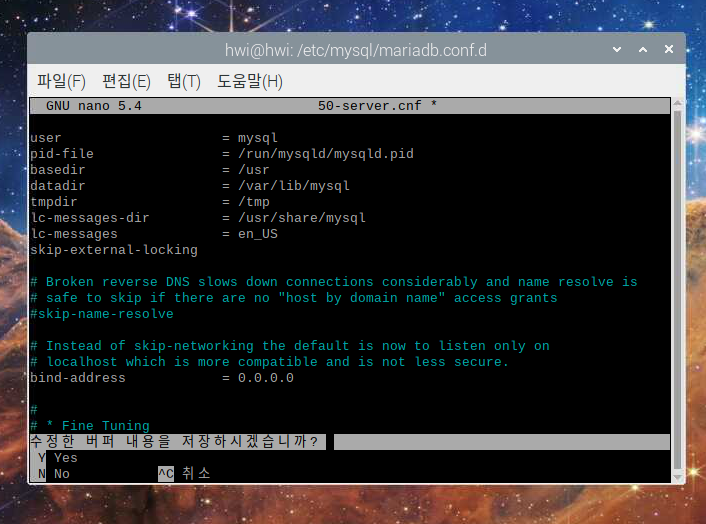 hwi@hwi: /etc/mysql/mariadb.conf.d
파일(F) 편집(E) 탭(T) 도움말(H)
GNU nano 5.4 50-server.cnf *
user = mysql
pid-file = /run/mysqld/mysqld.pid
basedir = /usr
datadir = /var/lib/mysql
tmpdir = /tmp
lc-messages-dir = /usr/share/mysql
lc-messages = en_US
skip-external-locking
# Broken reverse DNS slows down connections considerably and name resolve is
# safe to skip if there are no "host by domain name" access grants
#skip-name-resolve
# Instead of skip-networking the default is now to listen only on
# localhost which is more compatible and is not less secure.
bind-address = 0.0.0.0
#
# * Fine Tuning
수정한 버퍼 내용을 저장하시겠습니까?
Y Yes
N No ^C 취소